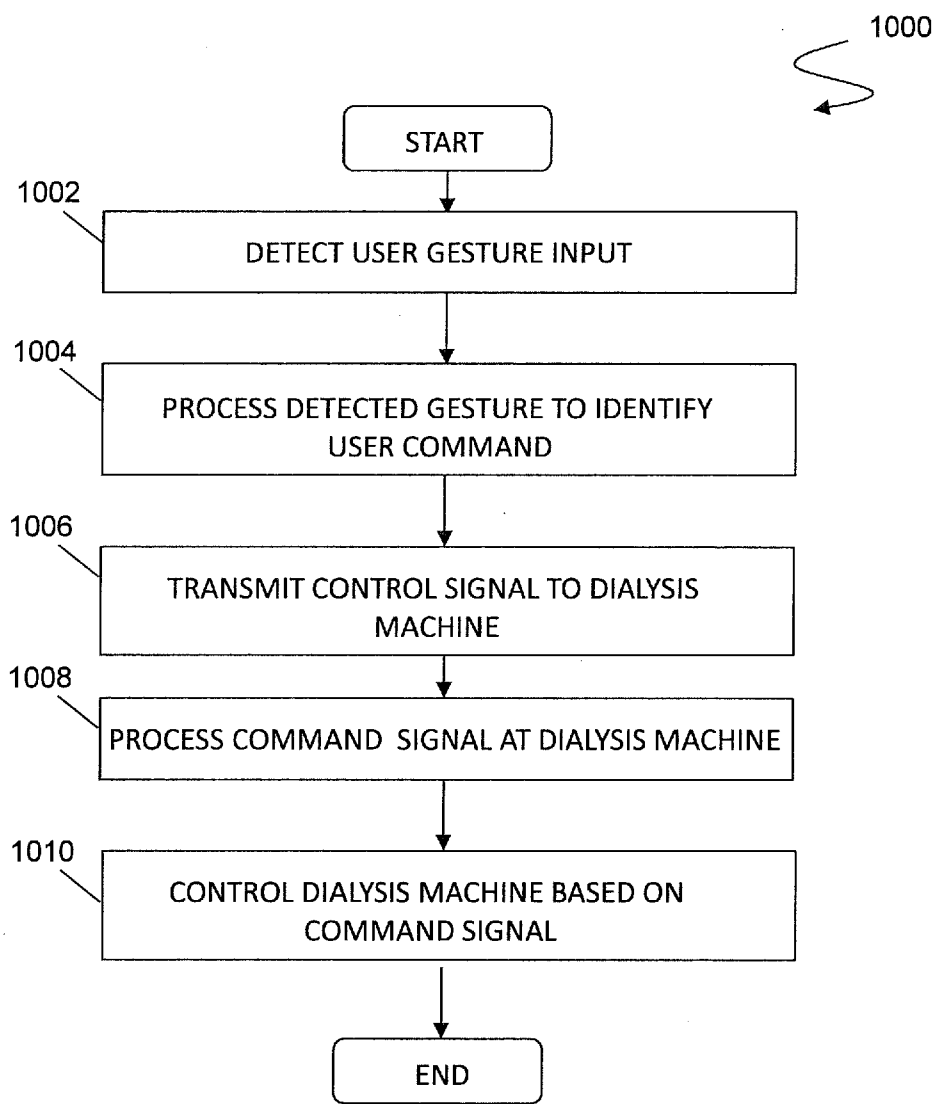 1000
START
1002
DETECT USER GESTURE INPUT
1004
PROCESS DETECTED GESTURE TO IDENTIFY
USER COMMAND
1006
TRANSMIT CONTROL SIGNAL TO DIALYSIS
MACHINE
1008
PROCESS COMMAND SIGNAL AT DIALYSIS MACHINE
1010
CONTROL DIALYSIS MACHINE BASED ON
COMMAND SIGNAL
END